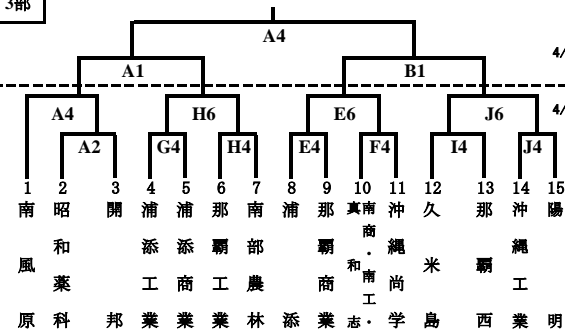 3部
A4
4/
A1 B1
4/
A4 H6 E6 J6
A2 G4 H4 E4 F4 I4 J4
1 2 3 4 5 6 7 8 9 10 11 12 13 14 15
南風原
昭和薬科
開邦
浦添工業
浦添商業
那覇工業
南部農林
浦添
那覇商業
南商・南工・
真和志
沖縄尚学
久米島
那覇西
沖縄工業
陽明